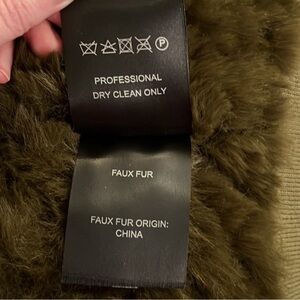 P
PROFESSIONAL
DRY CLEAN ONLY
FAUX FUR
FAUX FUR ORIGIN:
CHINA